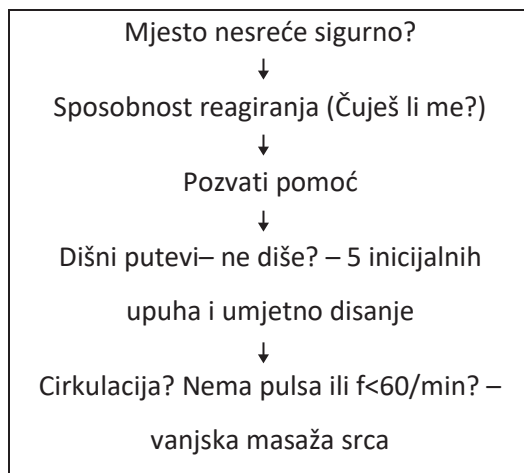 Mjesto nesreće sigurno?
↓
Sposobnost reagiranja (Čuješ li me?)
↓
Pozvati pomoć
↓
Dišni putevi– ne diše? – 5 inicijalnih
upuha i umjetno disanje
↓
Cirkulacija? Nema pulsa ili f<60/min? –
vanjska masaža srca